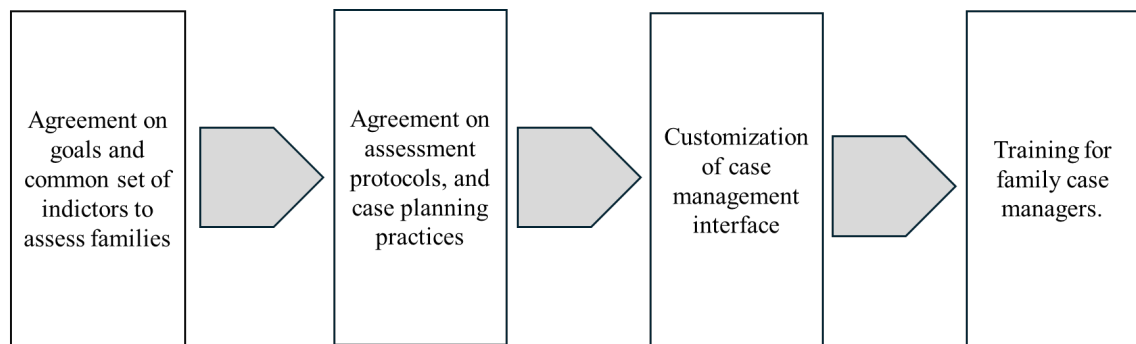 Agreement on
goals and
common set of
indictors to
assess families
Agreement on
assessment
protocols, and
case planning
practices
Customization
of case
management
interface
Training for
family case
managers.